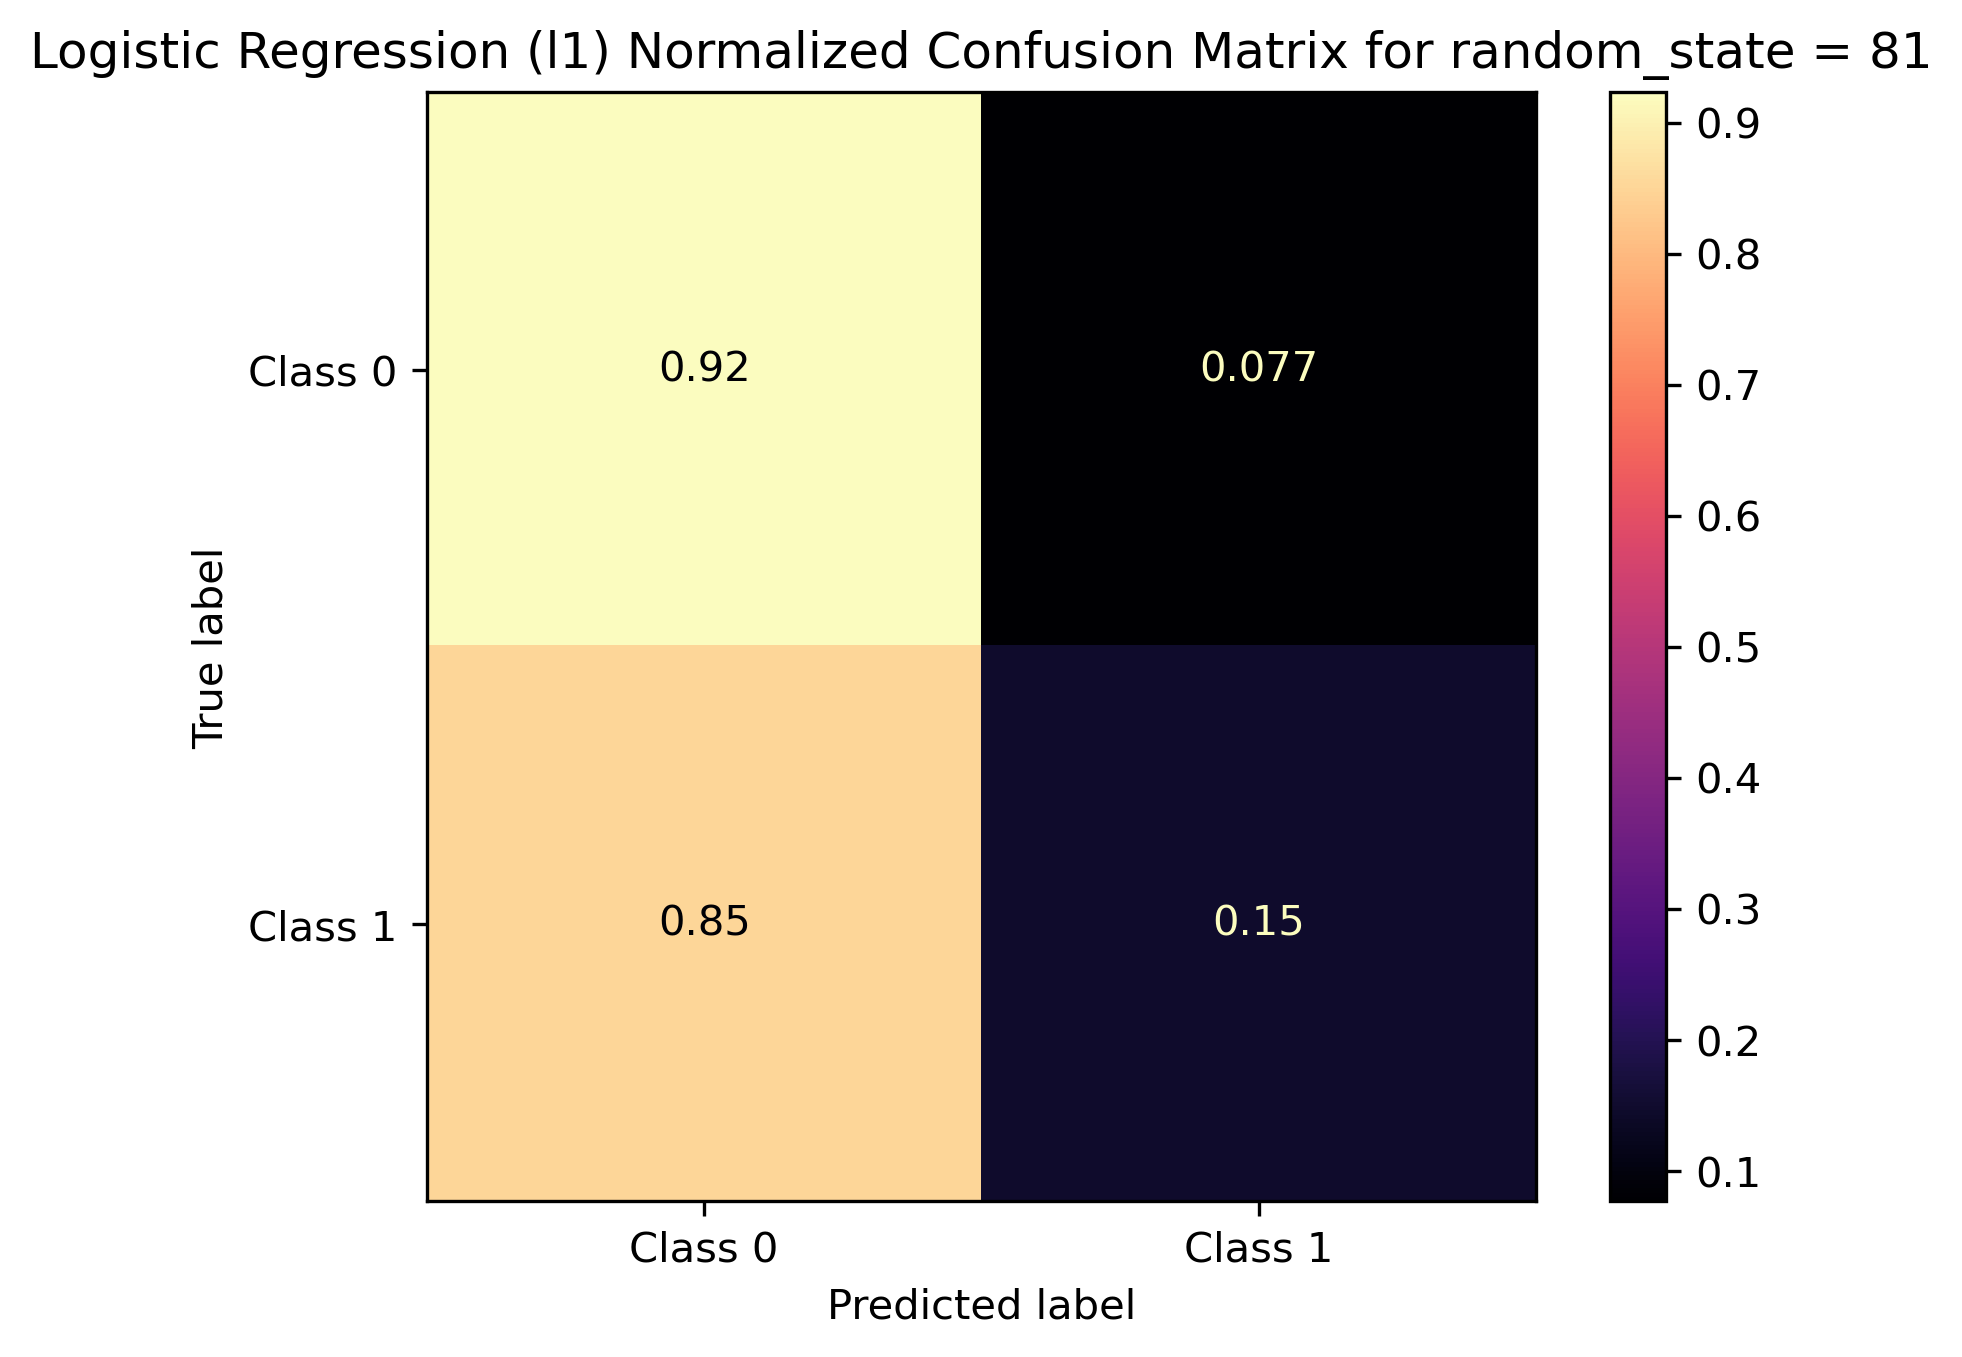 Logistic Regression (l1) Normalized Confusion Matrix for random_state = 81
True label
Class 0
Class 1
0.92
0.077
0.85
0.15
Class 0
Class 1
Predicted label
0.9
0.8
0.7
0.6
0.5
0.4
0.3
0.2
0.1